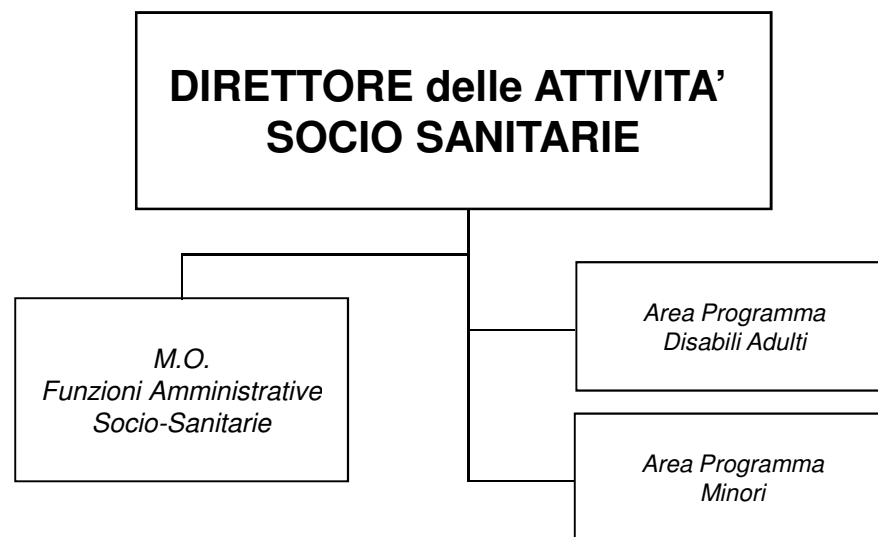 DIRETTORE delle ATTIVITA'
SOCIO SANITARIE
M.O.
Funzioni Amministrative
Socio-Sanitarie
Area Programma
Disabili Adulti
Area Programma
Minori